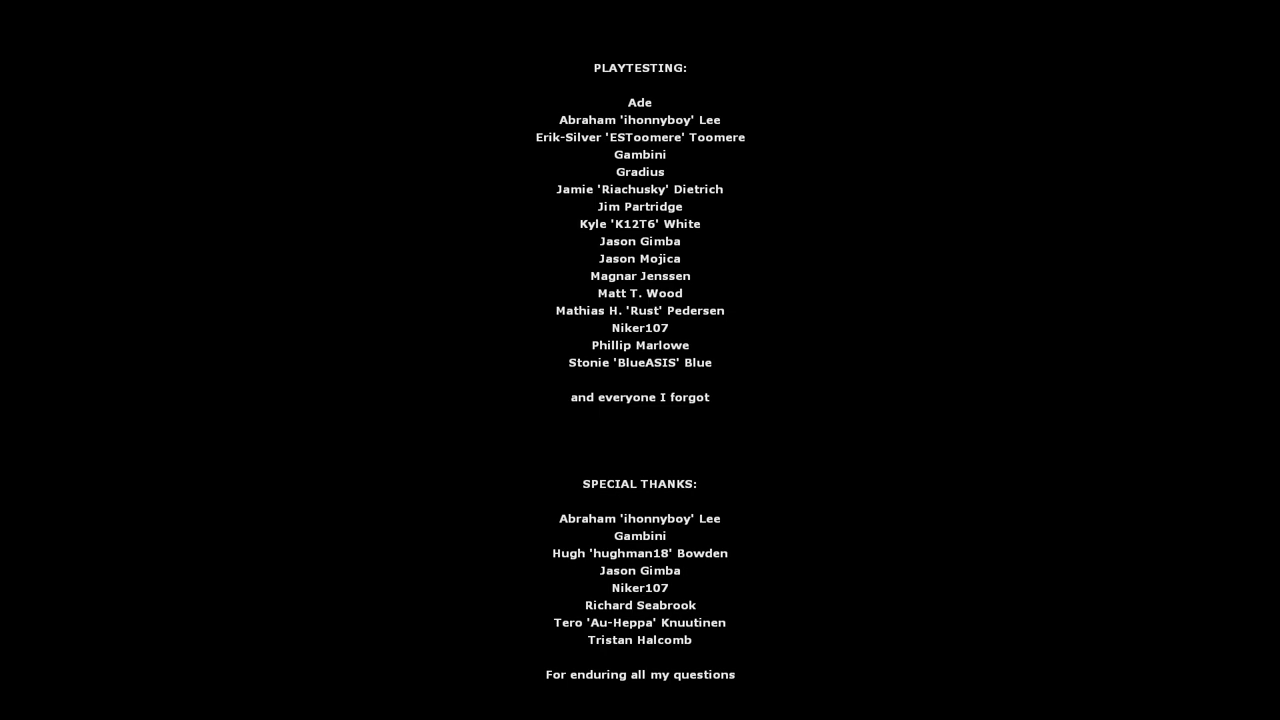 PLAYTESTING:
Ade
Abraham 'ihonnyboy' Lee
Erik-Silver 'ESToomere' Toomere
Gambini
Gradius
Jamie 'Riachusky' Dietrich
Jim Partridge
Kyle 'K12T6' White
Jason Gimba
Jason Mojica
Magnar Jenssen
Matt T. Wood
Mathias H. 'Rust' Pedersen
Niker107
Phillip Marlowe
Stonie 'BlueASIS' Blue
and everyone I forgot
SPECIAL THANKS:
Abraham 'ihonnyboy' Lee
Gambini
Hugh 'hughman18' Bowden
Jason Gimba
Niker107
Richard Seabrook
Tero 'Au-Heppa' Knuutinen
Tristan Halcomb
For enduring all my questions